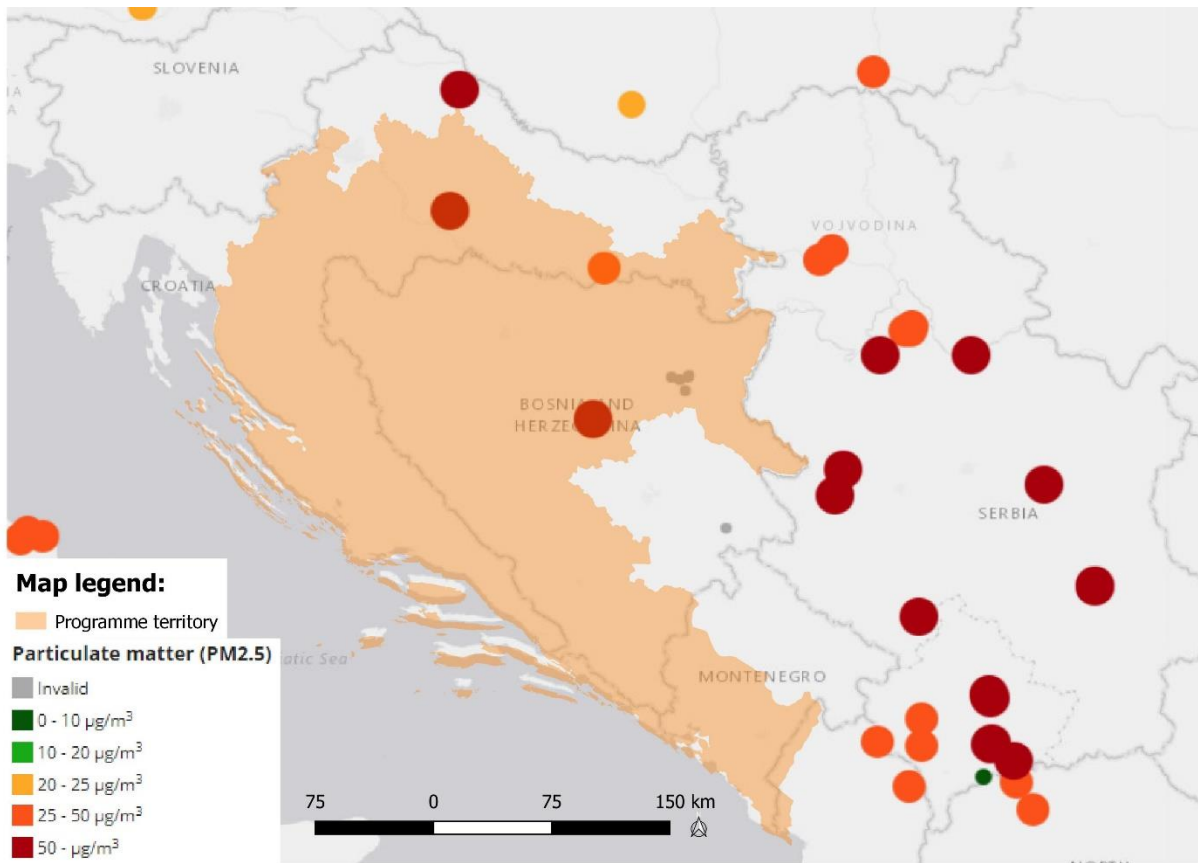 SLOVENIA
VOJVODINA
CROATIA
BOSNIA AND
HERZEGOVINA
SERBIA
MONTENEGRO
Map legend:
Programme territory
Particulate matter (PM2.5)
atic Sea
Invalid
0 - 10 µg/m³
10 - 20 µg/m³
20 - 25 µg/m³
25 - 50 µg/m³
50 - µg/m³
75 0 75 150 km